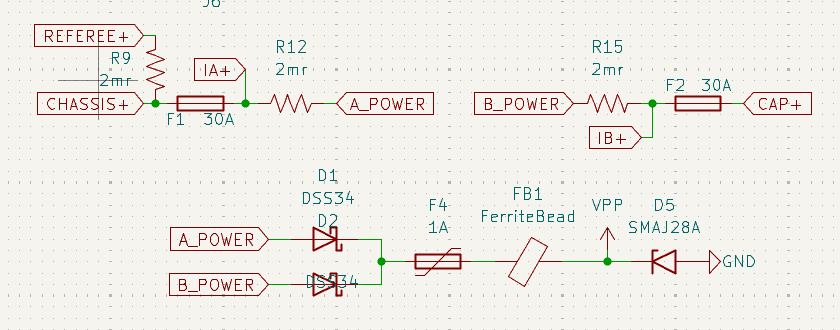 J6
REFEREE+
R9
2mr
IA+
R12
2mr
R15
2mr
CHASSIS+
F1 30A
A_POWER
B_POWER
F2 30A
CAP+
IB+
D1
DSS34
D2
F4
1A
FB1
FerriteBead
VPP
D5
SMAJ28A
A_POWER
GND
B_POWER
DSS34